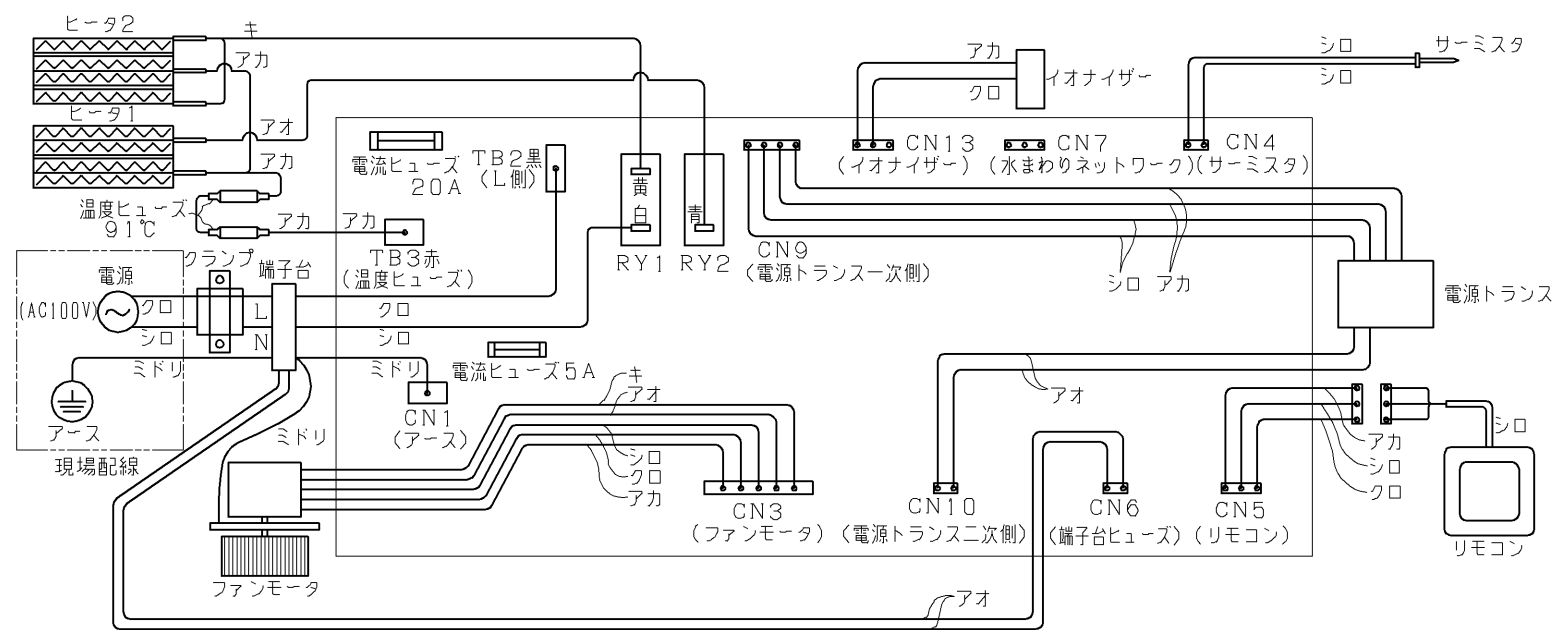 ヒータ2
キ
アカ
ヒータ1
アオ
アカ
温度ヒューズ
91℃
アカ
アカ
電流ヒューズ
20A
TB2黒
(L側)
TB3赤
(温度ヒューズ)
黄
白
RY1
青
RY2
アカ
クロ
イオナイザー
シロ
シロ
サーミスタ
CN13
(イオナイザー)
CN7
(水まわりネットワーク)
CN4
(サーミスタ)
CN9
(電源トランス一次側)
シロ
アカ
電源トランス
クランプ
端子台
電源
(AC100V)
クロ
シロ
L
N
クロ
シロ
ミドリ
ミドリ
アース
現場配線
電流ヒューズ5A
CN1
(アース)
キ
アオ
シロ
クロ
アカ
ミドリ
ファンモータ
CN3
(ファンモータ)
アオ
CN10
(電源トランス二次側)
CN6
(端子台ヒューズ)
CN5
(リモコン)
アカ
シロ
クロ
シロ
リモコン
アオ